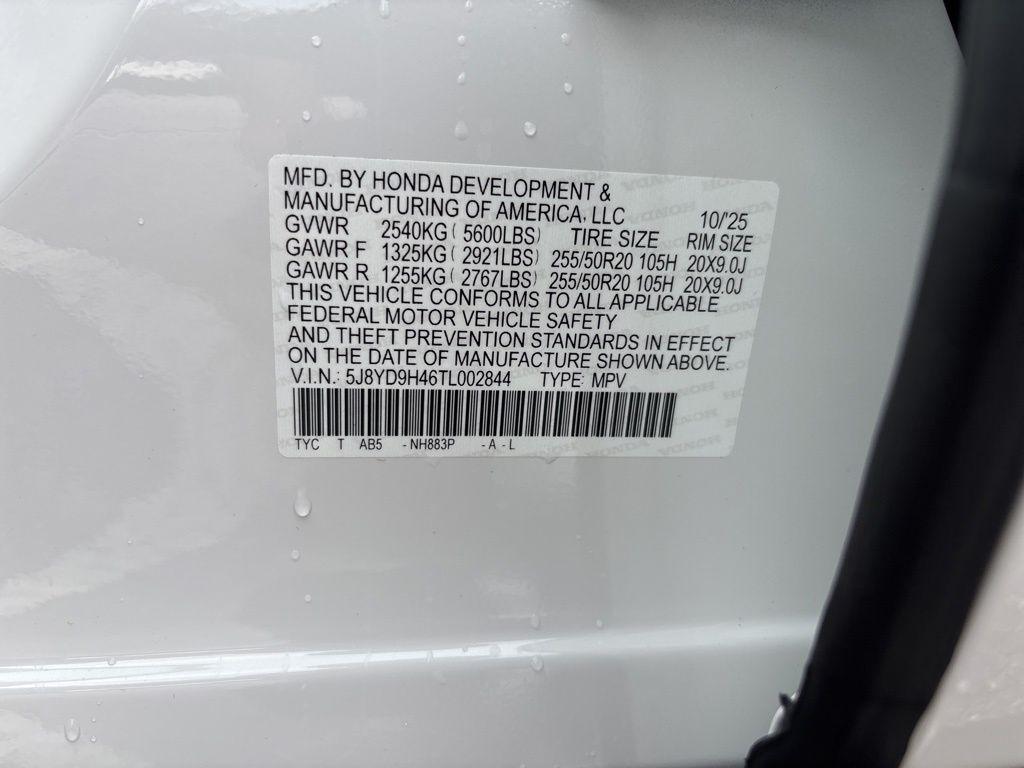 MFD. BY HONDA DEVELOPMENT &
MANUFACTURING OF AMERICA, LLC 10/'25
GVWR 2540KG ( 5600LBS) TIRE SIZE RIM SIZE
GAWR F 1325KG ( 2921LBS) 255/50R20 105H 20X9.0J
GAWR R 1255KG ( 2767LBS) 255/50R20 105H 20X9.0J
THIS VEHICLE CONFORMS TO ALL APPLICABLE
FEDERAL MOTOR VEHICLE SAFETY
AND THEFT PREVENTION STANDARDS IN EFFECT
ON THE DATE OF MANUFACTURE SHOWN ABOVE.
V.I.N.: 5J8YD9H46TL002844 TYPE: MPV
TYC T AB5 -NH883P -A-L